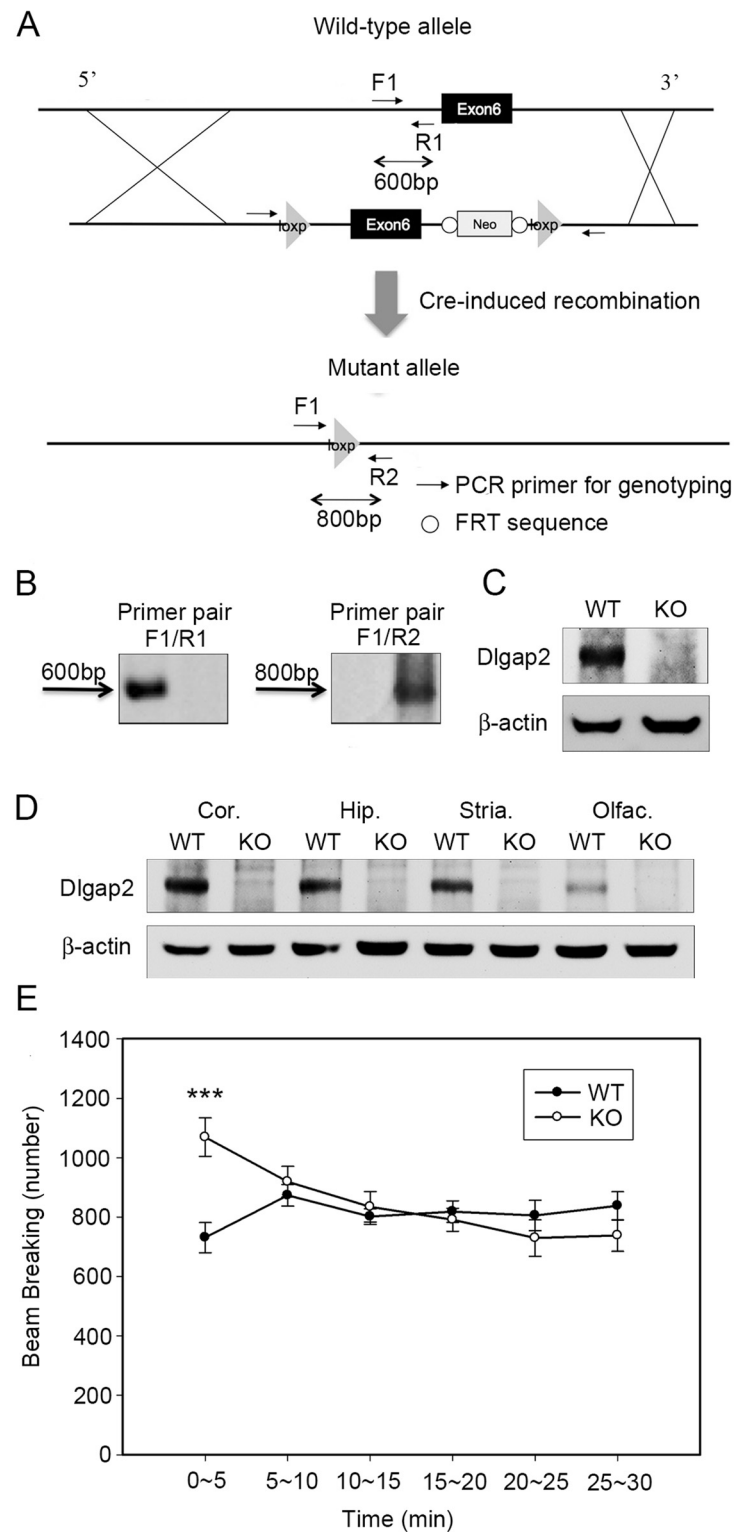 A
Wild-type allele
5’
3’
F1
Exon6
R1
600bp
loxp
Exon6
Neo
loxp
Cre-induced recombination
Mutant allele
F1
loxp
R2
800bp
PCR primer for genotyping
FRT sequence
B
Primer pair
F1/R1
600bp
Primer pair
F1/R2
800bp
C
WT KO
Dlgap2
β-actin
D
Cor. Hip. Stria. Olfac.
WT KO WT KO WT KO WT KO
Dlgap2
β-actin
E
Beam Breaking (number)
1400
1200
1000
800
600
400
200
0
***
WT
KO
0~5 5~10 10~15 15~20 20~25 25~30
Time (min)